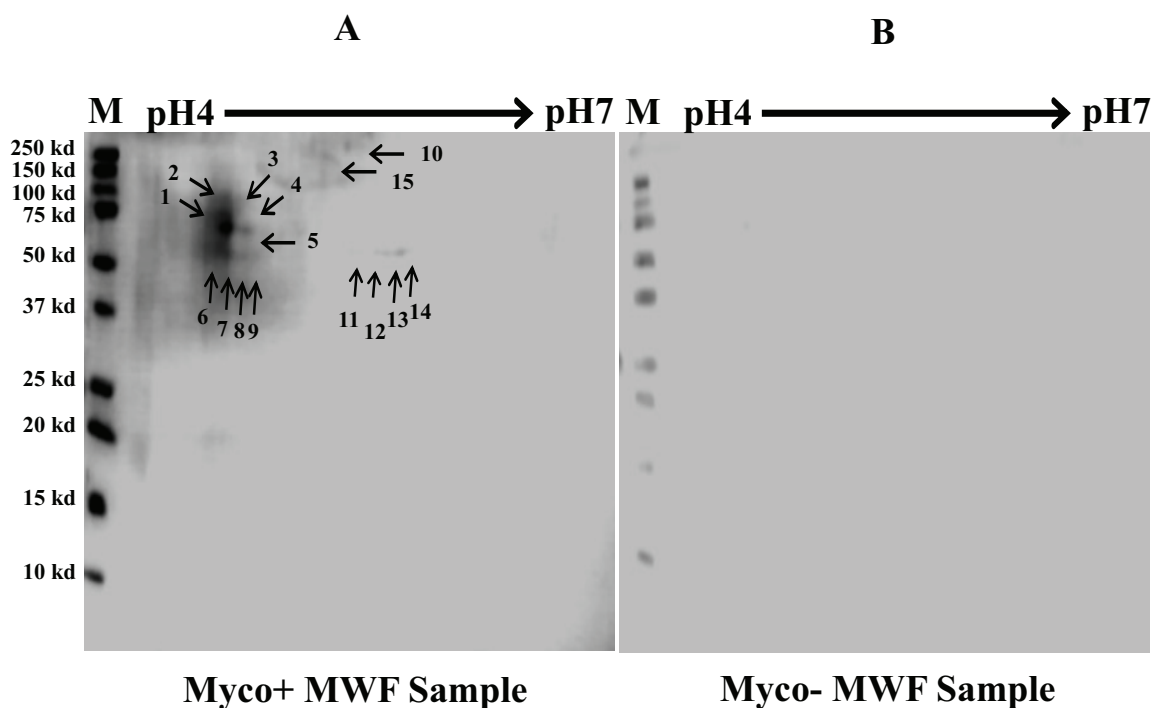 A
B
M pH4 pH7
M pH4 pH7
250 kd
150 kd
100 kd
75 kd
50 kd
37 kd
25 kd
20 kd
15 kd
10 kd
10
15
3
2
4
1
5
6
7
8
9
11
12
13
14
Myco+ MWF Sample
Myco- MWF Sample